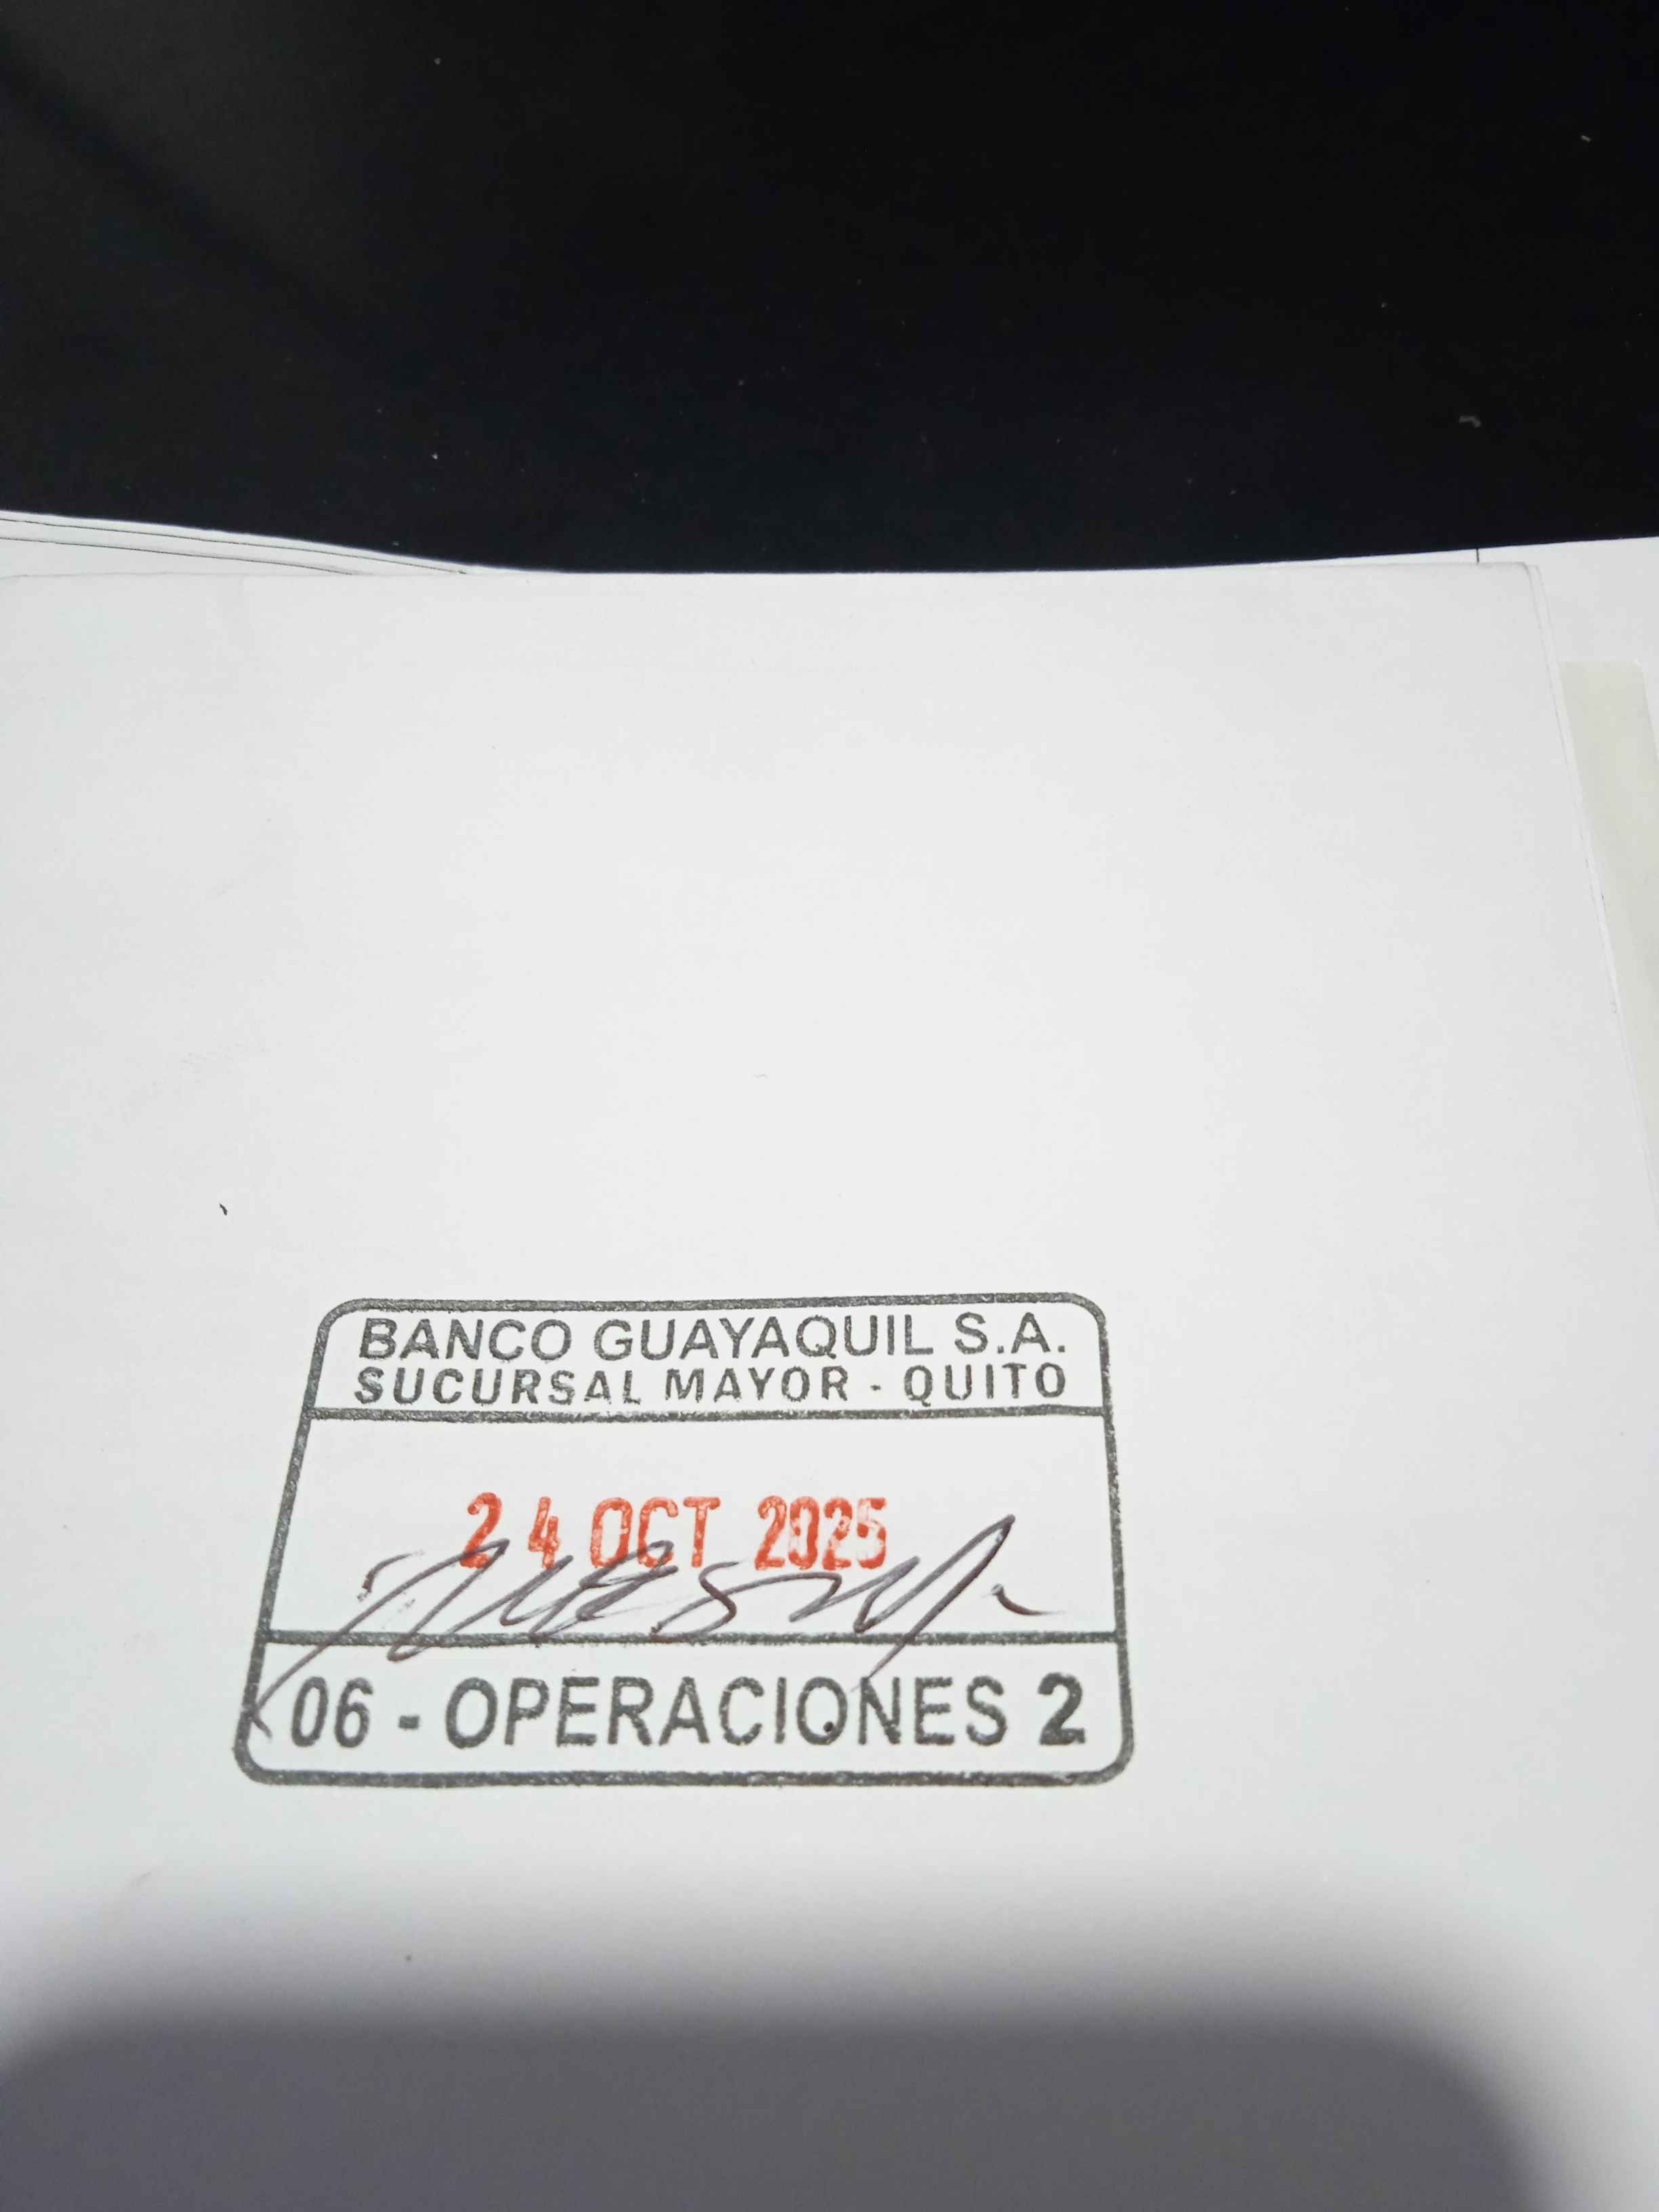 BANCO GUAYAQUIL S.A.
SUCURSAL MAYOR - QUITO
24 OCT 2025
06 - OPERACIONES 2